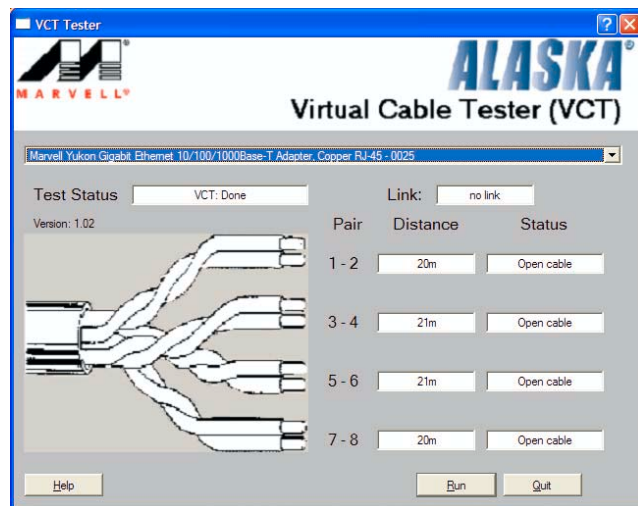 VCT Tester
MARVELL®
ALASKA®
Virtual Cable Tester (VCT)
Marvell Yukon Gigabit Ethernet 10/100/1000Base-T Adapter, Copper RJ-45 - 0025
Test Status VCT: Done Link: no link
Version: 1.02
Pair Distance Status
1 - 2 20m Open cable
3 - 4 21m Open cable
5 - 6 21m Open cable
7 - 8 20m Open cable
Help Run Quit